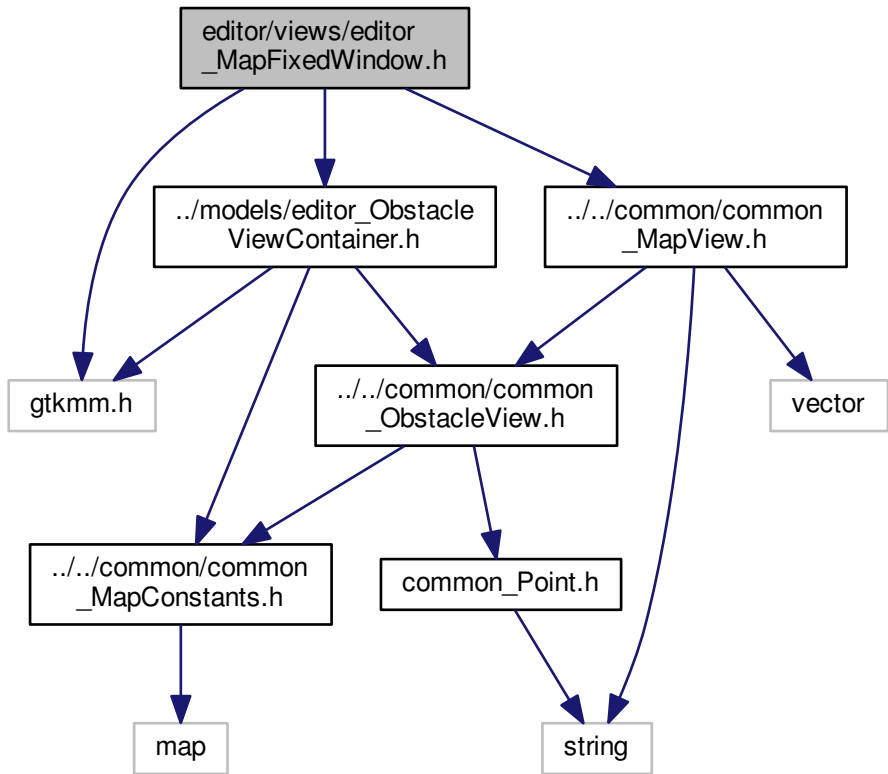 editor/views/editor
_MapFixedWindow.h
../models/editor_Obstacle
ViewContainer.h
../../common/common
_MapView.h
gtkmm.h
../../common/common
_ObstacleView.h
vector
../../common/common
_MapConstants.h
common_Point.h
map
string